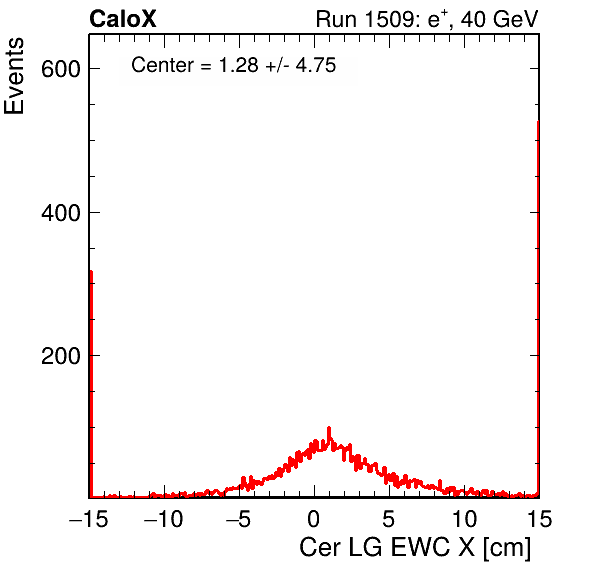 CaloX Run 1509: e⁺, 40 GeV
Events
Center = 1.28 +/- 4.75
600
400
200
−15 −10 −5 0 5 10 15
Cer LG EWC X [cm]